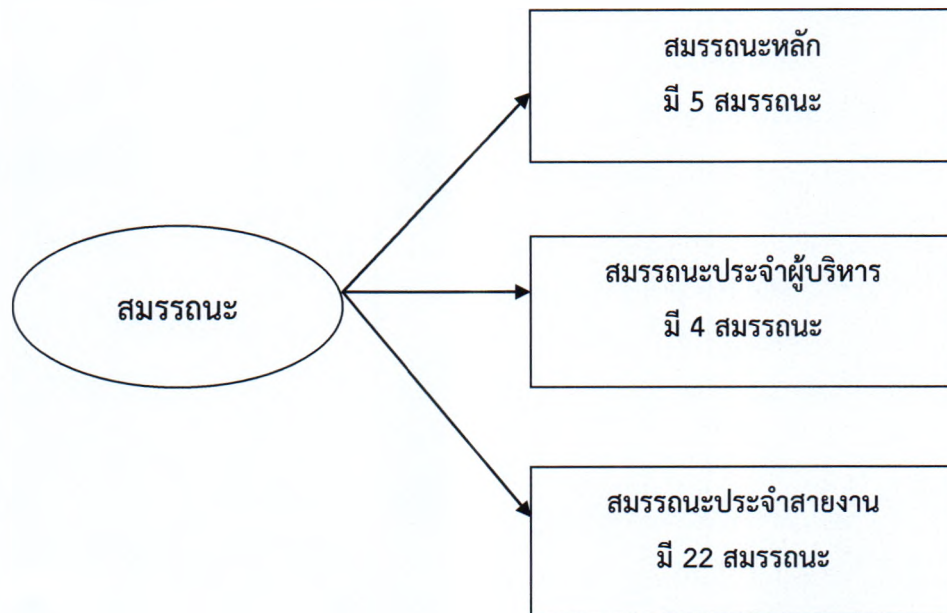 สมรรถนะ
สมรรถนะหลัก
มี 5 สมรรถนะ
สมรรถนะประจำผู้บริหาร
มี 4 สมรรถนะ
สมรรถนะประจำสายงาน
มี 22 สมรรถนะ